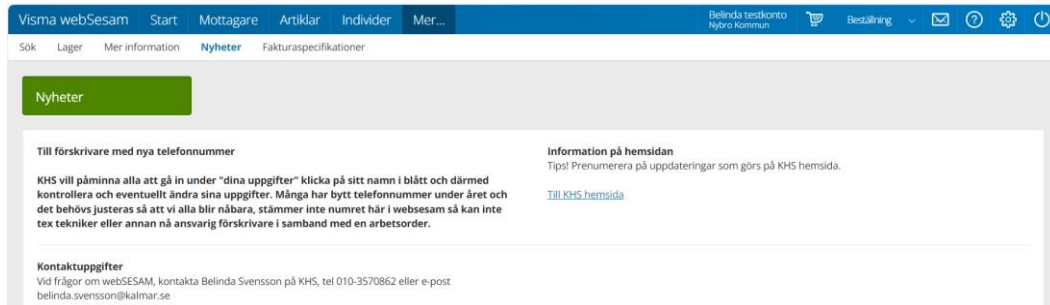 Visma webSesam Start Mottagare Artiklar Individer Mer... Belinda testkonto Beställning
Nybro Kommun
Sök Lager Mer information Nyheter Fakturaspecifikationer
Nyheter
Till förskrivare med nya telefonnummer
KHS vill påminna alla att gå in under "dina uppgifter" klicka på sitt namn i blått och därmed
kontrollera och eventuellt ändra sina uppgifter. Många har bytt telefonnummer under året och
det behövs justeras så att vi alla blir nåbara, stämmer inte numret här i websesam så kan inte
tex tekniker eller annan nå ansvarig förskrivare i samband med en arbetsorder.
Information på hemsidan
Tips! Prenumerera på uppdateringar som görs på KHS hemsida.
Till KHS hemsida
Kontaktuppgifter
Vid frågor om webSESAM, kontakta Belinda Svensson på KHS, tel 010-3570862 eller e-post
belinda.svensson@kalmar.se